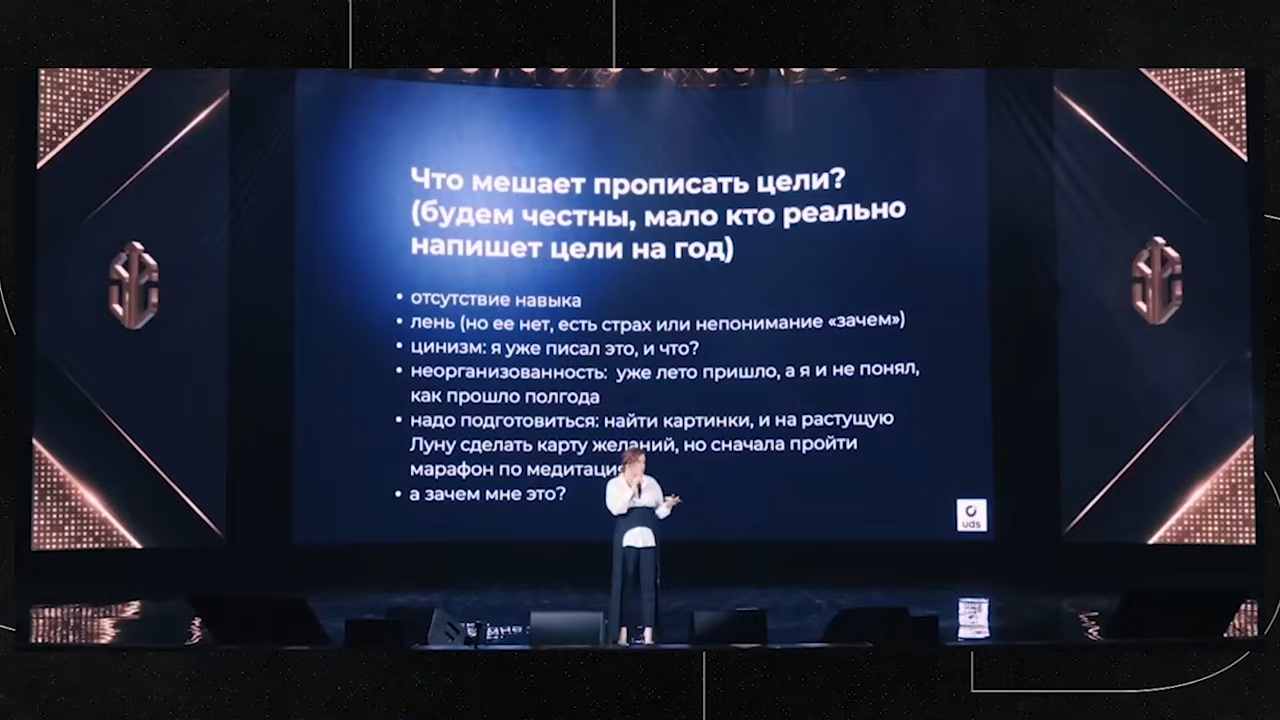 Что мешает прописать цели?
(будем честны, мало кто реально
напишет цели на год)
• отсутствие навыка
• лень (но ее нет, есть страх или непонимание «зачем»)
• цинизм: я уже писал это, и что?
• неорганизованность: уже лето пришло, а я и не понял,
как прошло полгода
• надо подготовиться: найти картинки, и на растущую
Луну сделать карту желаний, но сначала пройти
марафон по
• а зачем мне это?
uds